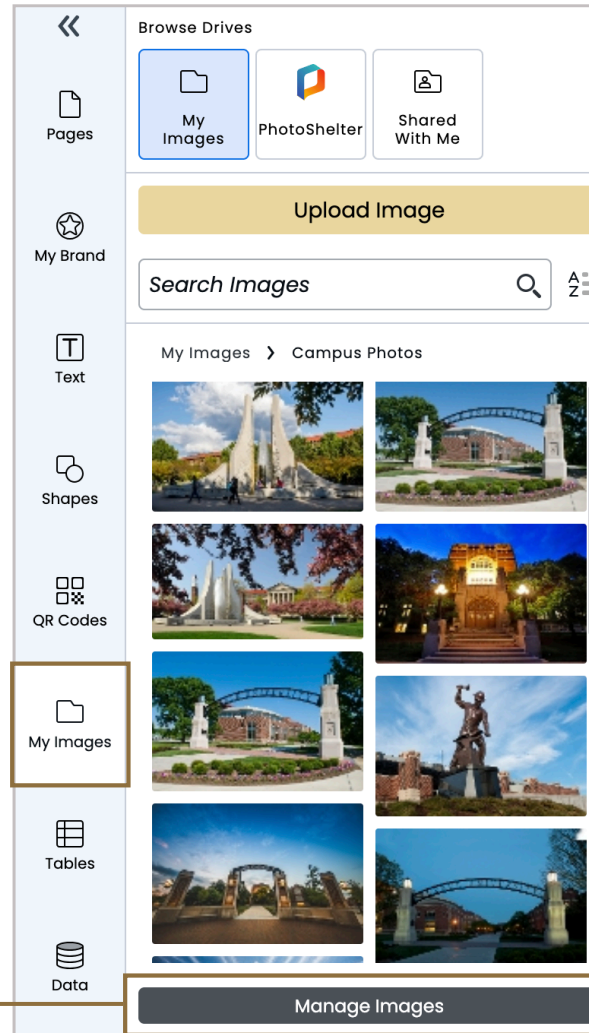 Browse Drives
My
Images
PhotoShelter
Shared
With Me
Pages
My Brand
Text
Shapes
QR Codes
My Images
Tables
Data
Upload Image
Search Images
A
Z
My Images ❯ Campus Photos
Manage Images